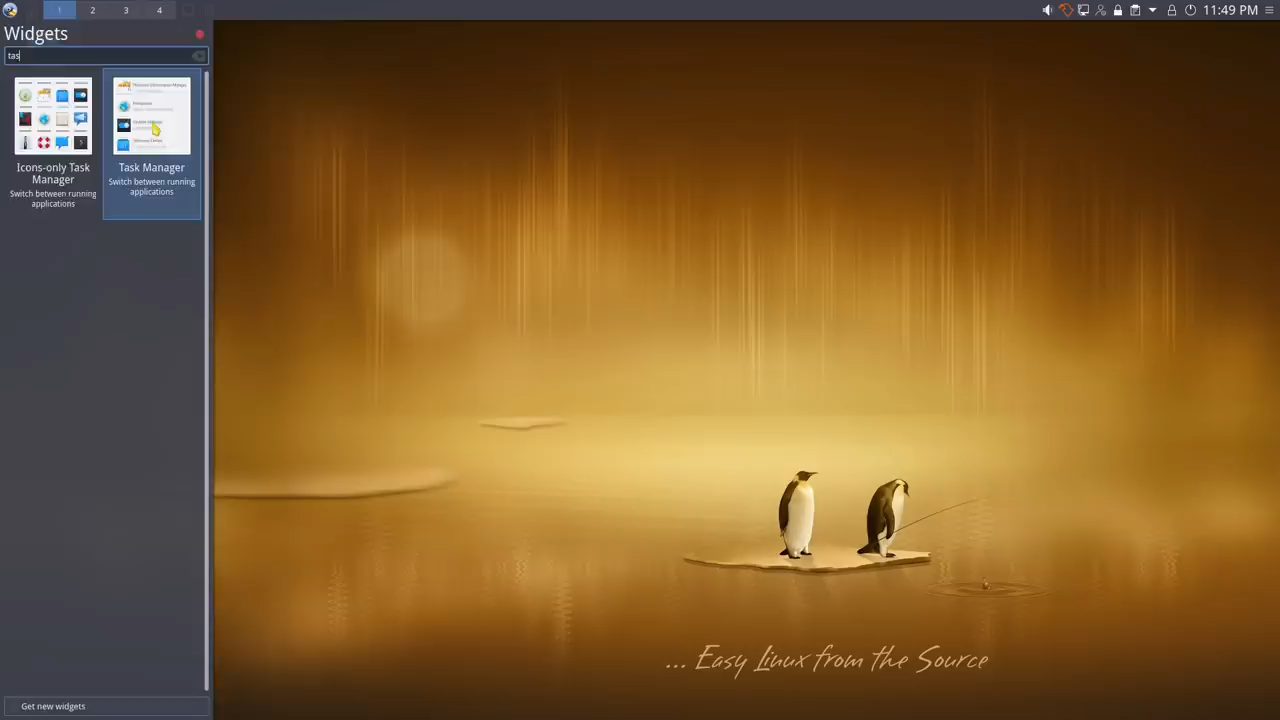 1 2 3 4
11:49 PM
Widgets
tas
Icons-only Task
Manager
Switch between running
applications
Task Manager
Switch between running
applications
... Easy Linux from the Source
Get new widgets